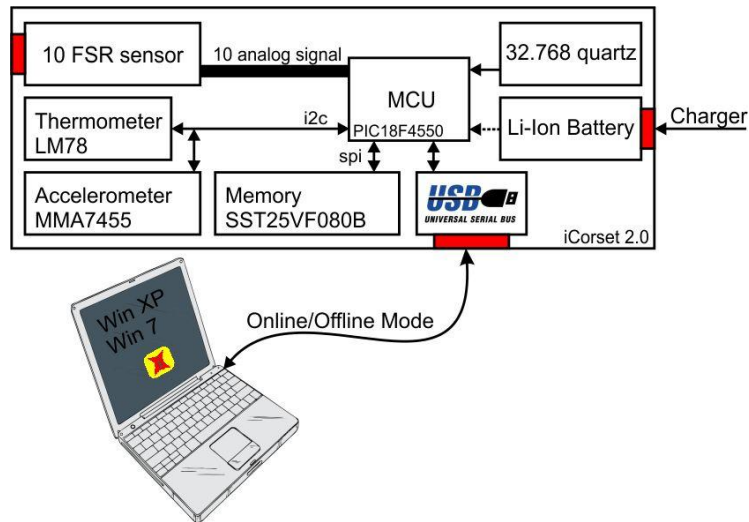 10 FSR sensor
10 analog signal
MCU
PIC18F4550
32.768 quartz
Thermometer
LM78
i2c
Li-Ion Battery
Charger
spi
Accelerometer
MMA7455
Memory
SST25VF080B
USB
UNIVERSAL SERIAL BUS
iCorset 2.0
Win XP
Win 7
Online/Offline Mode